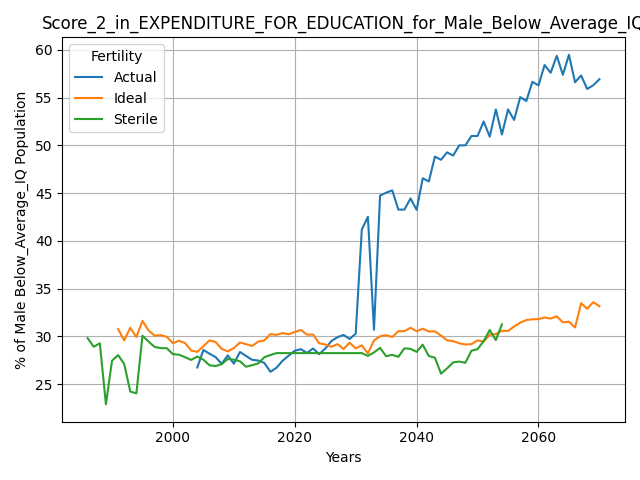 Score_2_in_EXPENDITURE_FOR_EDUCATION_for_Male_Below_Average_IQ
Fertility
Actual
Ideal
Sterile
% of Male Below_Average_IQ Population
60
55
50
45
40
35
30
25
2000 2020 2040 2060
Years